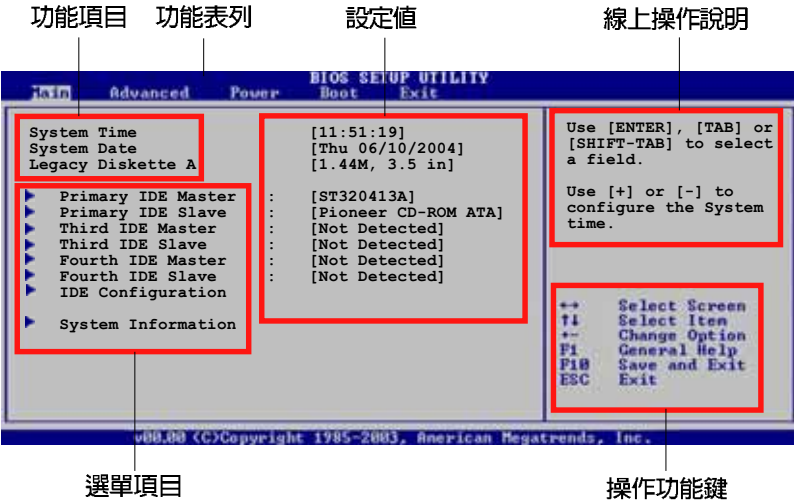 功能項目 功能表列 設定值 線上操作說明
BIOS SETUP UTILITY
Main Advanced Power Boot Exit
System Time [11:51:19]
System Date [Thu 06/10/2004]
Legacy Diskette A [1.44M, 3.5 in]
Primary IDE Master : [ST320413A]
Primary IDE Slave : [Pioneer CD-ROM ATA]
Third IDE Master : [Not Detected]
Third IDE Slave : [Not Detected]
Fourth IDE Master : [Not Detected]
Fourth IDE Slave : [Not Detected]
IDE Configuration
System Information
Use [ENTER], [TAB] or
[SHIFT-TAB] to select
a field.
Use [+] or [-] to
configure the System
time.
↔ Select Screen
↑↓ Select Item
+- Change Option
F1 General Help
F10 Save and Exit
ESC Exit
v00.00 (C)Copyright 1985-2003, American Megatrends, Inc.
選單項目 操作功能鍵